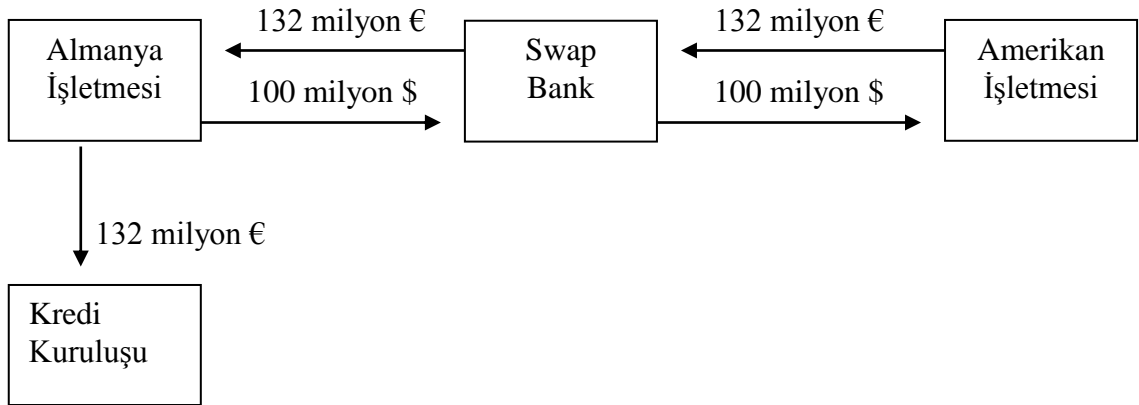 132 milyon €
132 milyon €
Almanya
İşletmesi
Swap
Bank
Amerikan
İşletmesi
100 milyon $
100 milyon $
132 milyon €
Kredi
Kuruluşu